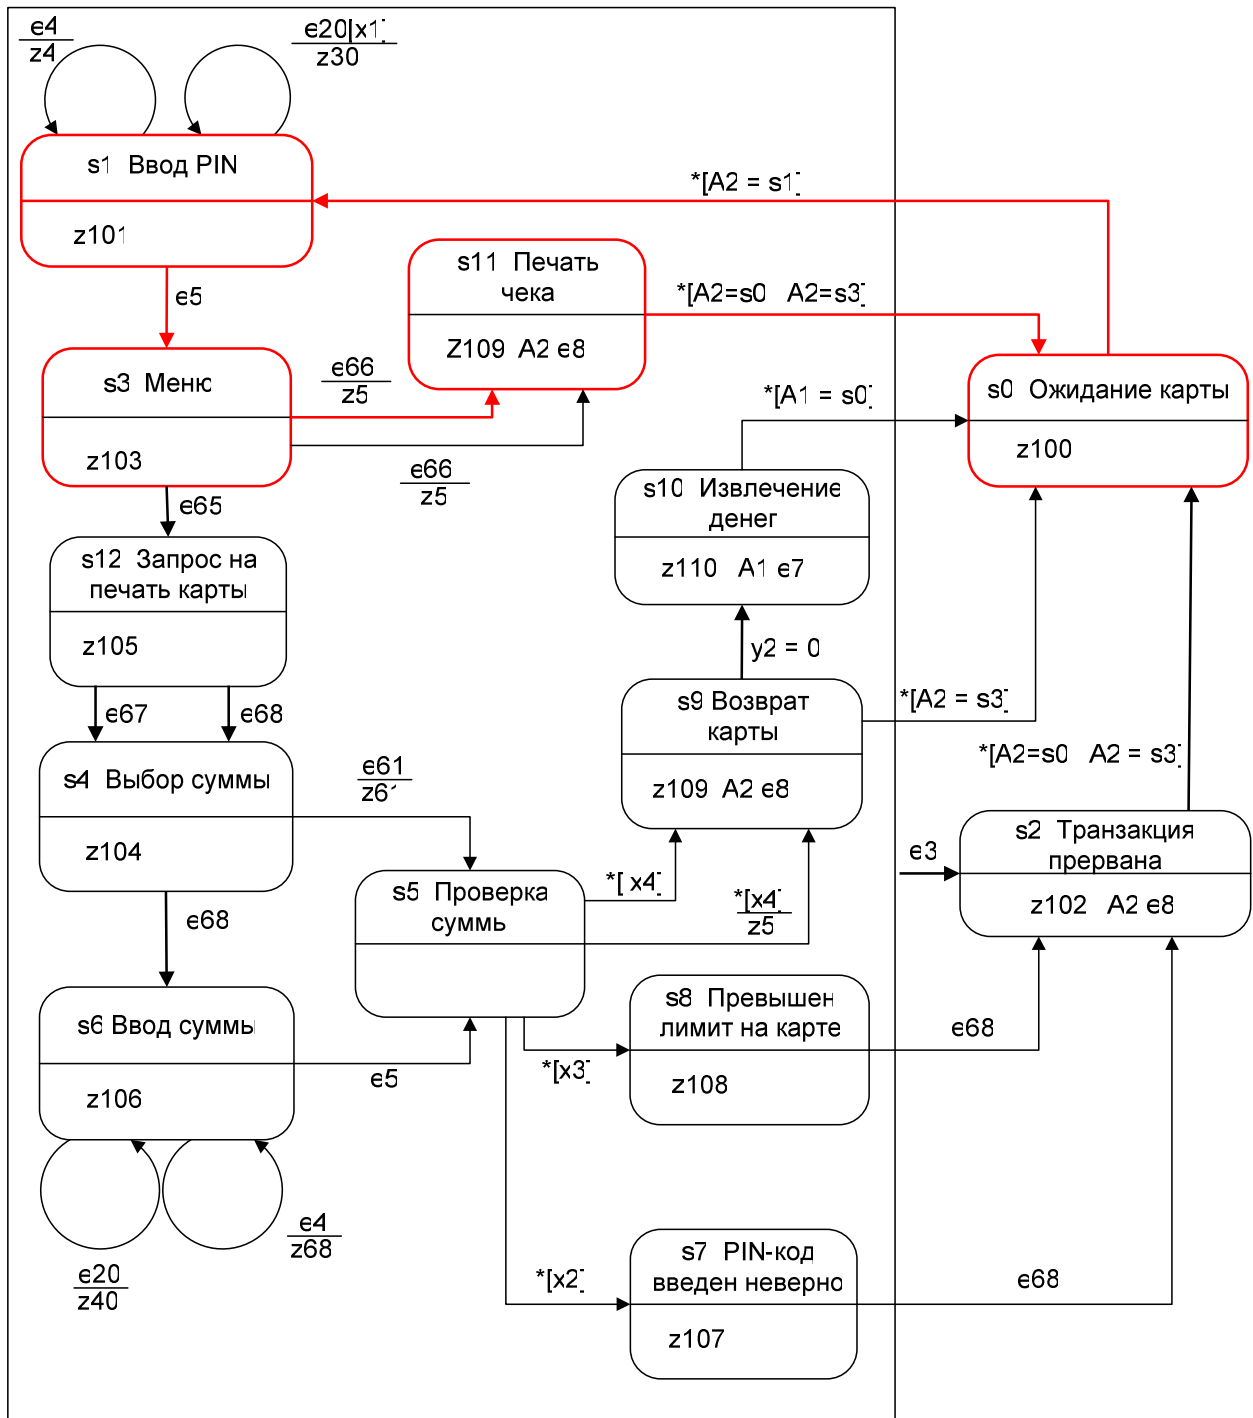 e4
z4
e20[x1]
z30
s1 Ввод PIN
z101
*[A2 = s1]
e5
s11 Печать
чека
Z109 A2 e8
*[A2=s0 A2=s3]
s3 Меню
z103
e66
z5
e66
z5
*[A1 = s0]
s0 Ожидание карты
z100
e65
s10 Извлечение
денег
z110 A1 e7
s12 Запрос на
печать карты
z105
y2 = 0
e67
e68
s9 Возврат
карты
z109 A2 e8
*[A2 = s3]
s4 Выбор суммы
z104
e61
z61
*[A2=s0 A2 = s3]
e3
s2 Транзакция
прервана
z102 A2 e8
*[ x4]
*[x4]
z5
s5 Проверка
суммы
e68
s6 Ввод суммы
z106
e5
s8 Превышен
лимит на карте
z108
*[x3]
e68
e20
z40
e4
z68
*[x2]
s7 PIN-код
введен неверно
z107
e68